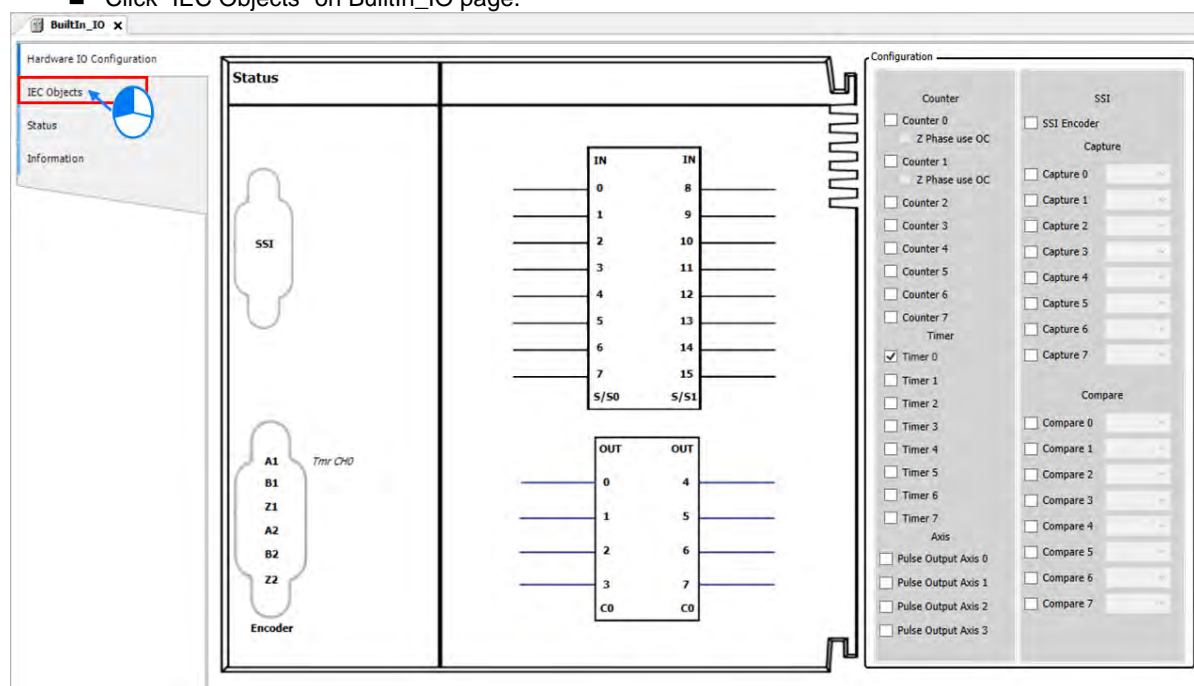 ■ Click "IEC Objects" on BuiltIn_IO page.
BuiltIn_IO x
Hardware IO Configuration
IEC Objects
Status
Information
Status
SSI
A1 Tmr CH0
B1
Z1
A2
B2
Z2
Encoder
IN IN
0 8
1 9
2 10
3 11
4 12
5 13
6 14
7 15
S/S0 S/S1
OUT OUT
0 4
1 5
2 6
3 7
C0 C0
Configuration
Counter
Counter 0
Z Phase use OC
Counter 1
Z Phase use OC
Counter 2
Counter 3
Counter 4
Counter 5
Counter 6
Counter 7
Timer
Timer 0
Timer 1
Timer 2
Timer 3
Timer 4
Timer 5
Timer 6
Timer 7
Axis
Pulse Output Axis 0
Pulse Output Axis 1
Pulse Output Axis 2
Pulse Output Axis 3
SSI
SSI Encoder
Capture
Capture 0
Capture 1
Capture 2
Capture 3
Capture 4
Capture 5
Capture 6
Capture 7
Compare
Compare 0
Compare 1
Compare 2
Compare 3
Compare 4
Compare 5
Compare 6
Compare 7